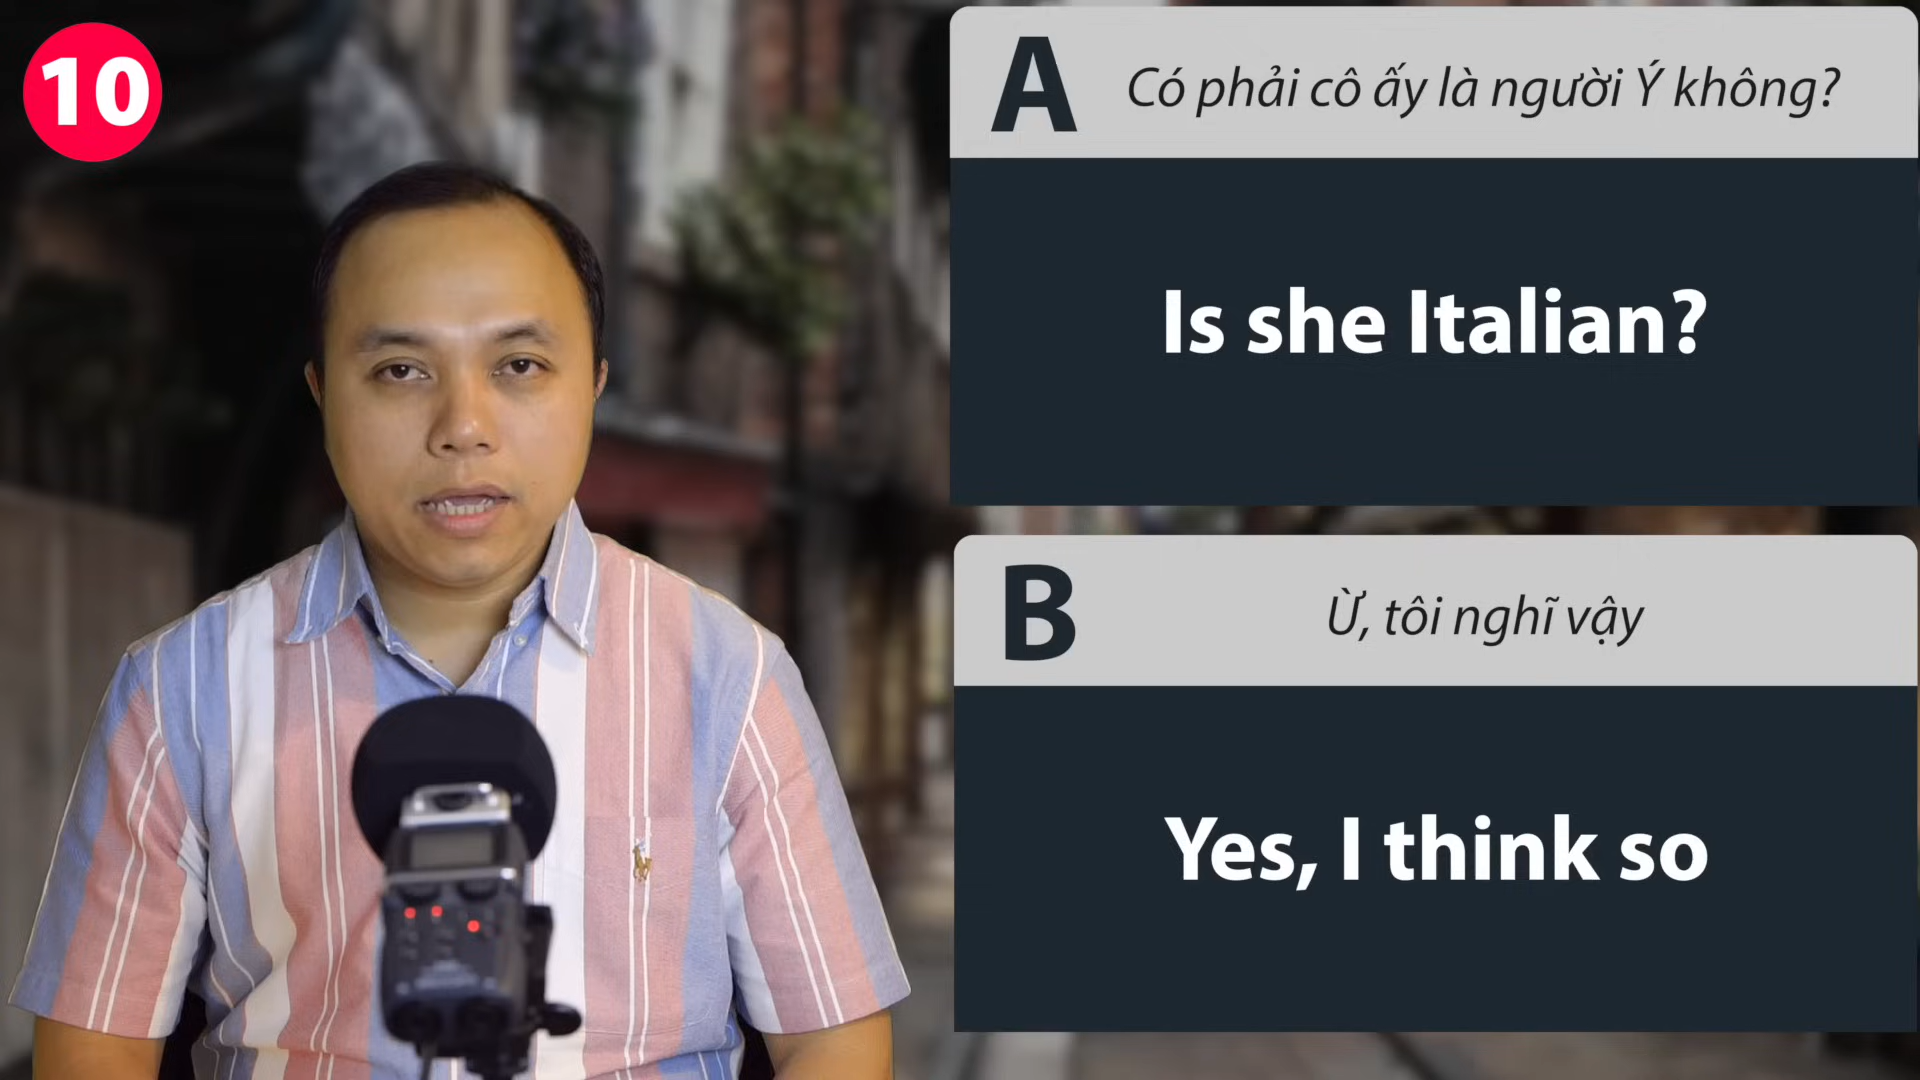 10
A
Có phải cô ấy là người Ý không?
Is she Italian?
B
Ừ, tôi nghĩ vậy
Yes, I think so